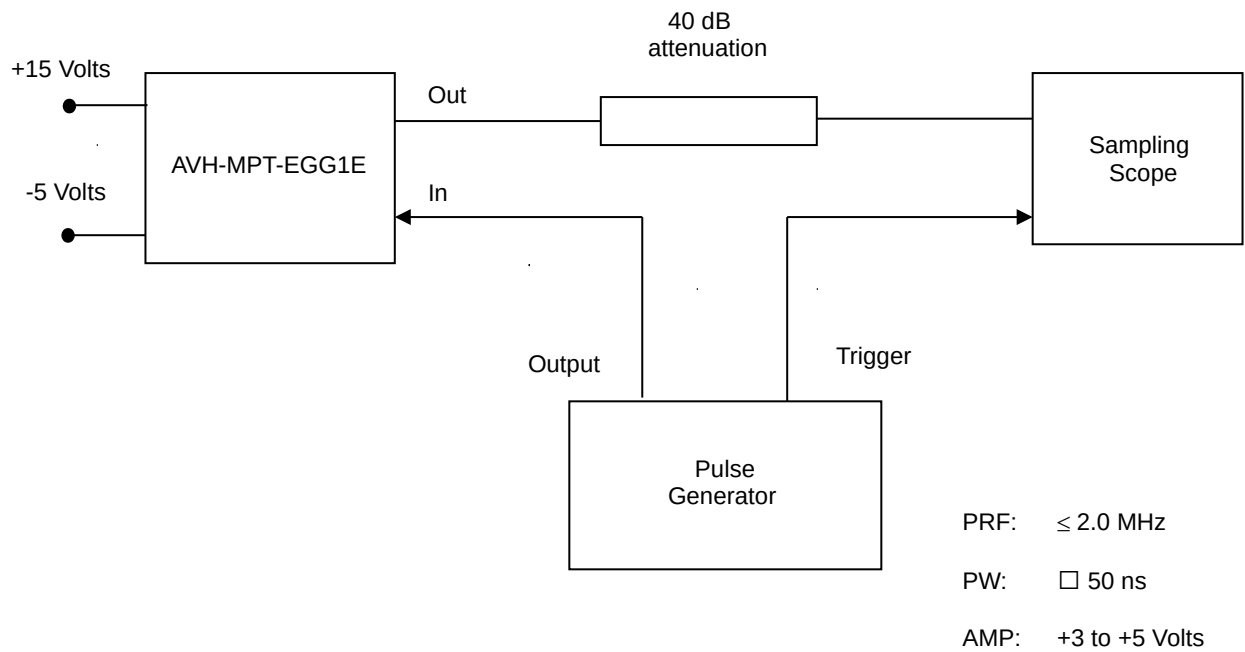 40 dB
attenuation
+15 Volts
Out
AVH-MPT-EGG1E
Sampling
Scope
-5 Volts
In
Output
Trigger
Pulse
Generator
PRF: ≤ 2.0 MHz
PW: □ 50 ns
AMP: +3 to +5 Volts